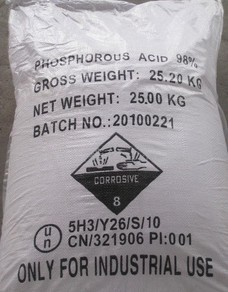 PHOSPHOROUS ACID 98%
GROSS WEIGHT: 25.20 KG
NET WEIGHT: 25.00 KG
BATCH NO.: 20100221
CORROSIVE
8
un
5H3/Y26/S/10
CN/321906 PI:001
ONLY FOR INDUSTRIAL USE